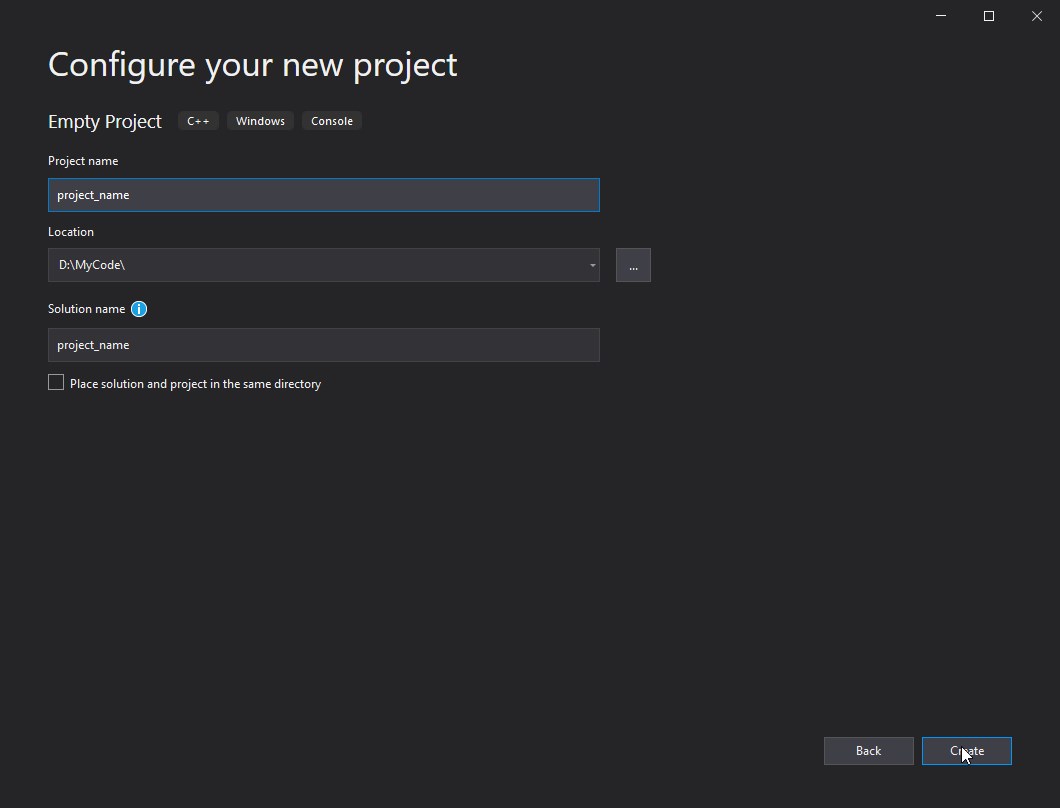 Configure your new project
Empty Project C++ Windows Console
Project name
project_name
Location
D:\MyCode\
...
Solution name
project_name
Place solution and project in the same directory
Back
Create